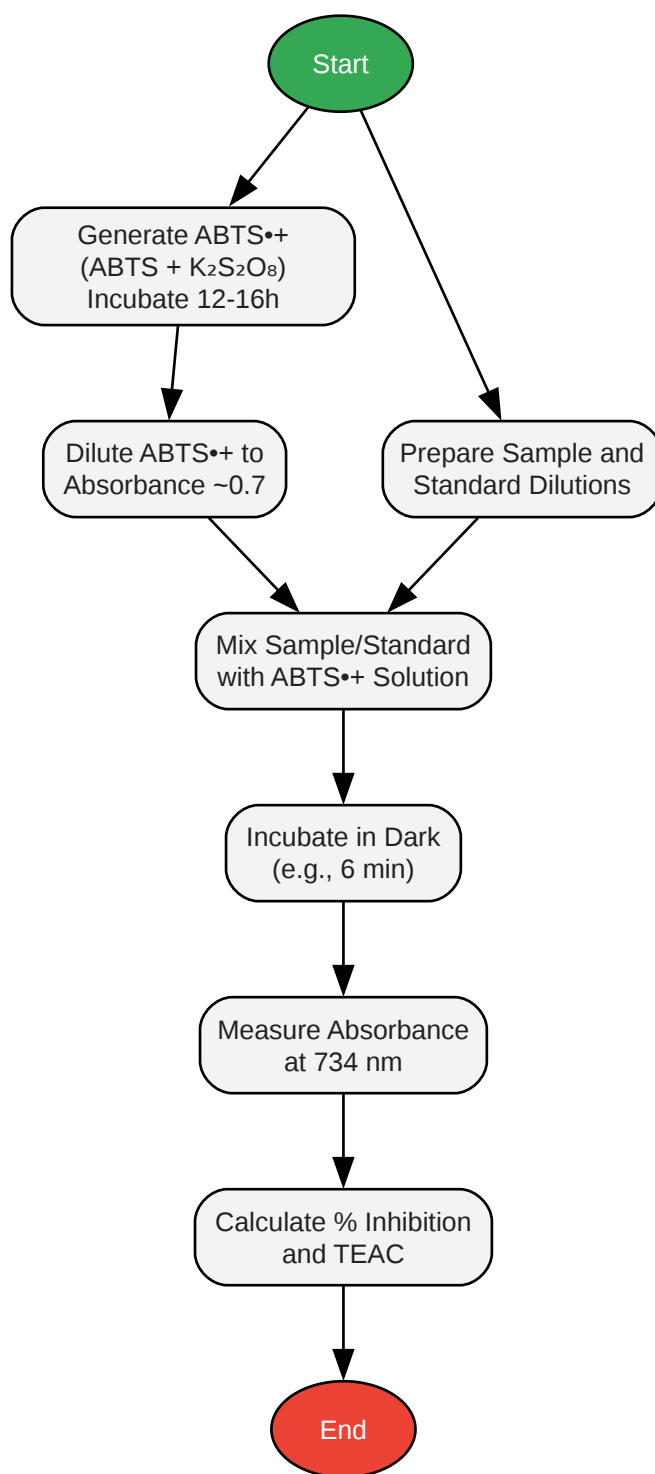 Start
Generate ABTS•+
(ABTS + K₂S₂O₈)
Incubate 12-16h
Dilute ABTS•+ to
Absorbance ~0.7
Prepare Sample and
Standard Dilutions
Mix Sample/Standard
with ABTS•+ Solution
Incubate in Dark
(e.g., 6 min)
Measure Absorbance
at 734 nm
Calculate % Inhibition
and TEAC
End